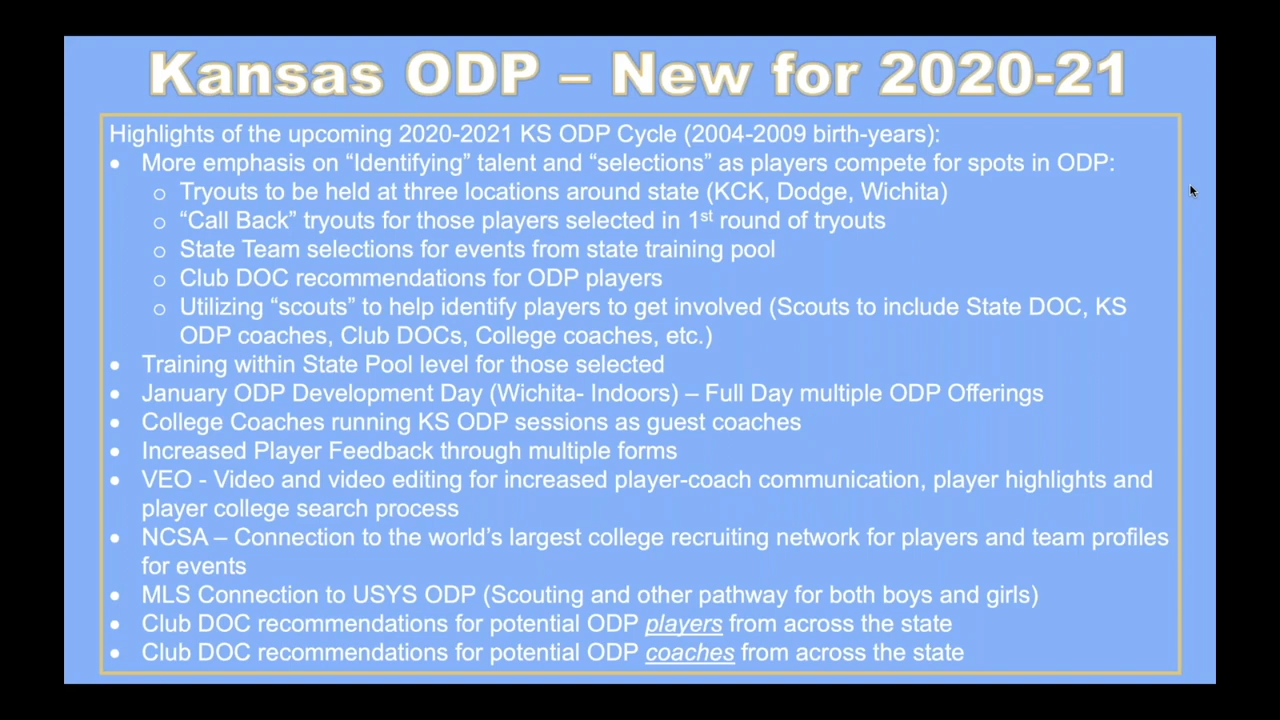 Kansas ODP – New for 2020-21
Highlights of the upcoming 2020-2021 KS ODP Cycle (2004-2009 birth-years):
• More emphasis on “Identifying” talent and “selections” as players compete for spots in ODP:
o Tryouts to be held at three locations around state (KCK, Dodge, Wichita)
o “Call Back” tryouts for those players selected in 1st round of tryouts
o State Team selections for events from state training pool
o Club DOC recommendations for ODP players
o Utilizing “scouts” to help identify players to get involved (Scouts to include State DOC, KS
ODP coaches, Club DOCs, College coaches, etc.)
• Training within State Pool level for those selected
• January ODP Development Day (Wichita- Indoors) – Full Day multiple ODP Offerings
• College Coaches running KS ODP sessions as guest coaches
• Increased Player Feedback through multiple forms
• VEO - Video and video editing for increased player-coach communication, player highlights and
player college search process
• NCSA – Connection to the world’s largest college recruiting network for players and team profiles
for events
• MLS Connection to USYS ODP (Scouting and other pathway for both boys and girls)
• Club DOC recommendations for potential ODP players from across the state
• Club DOC recommendations for potential ODP coaches from across the state